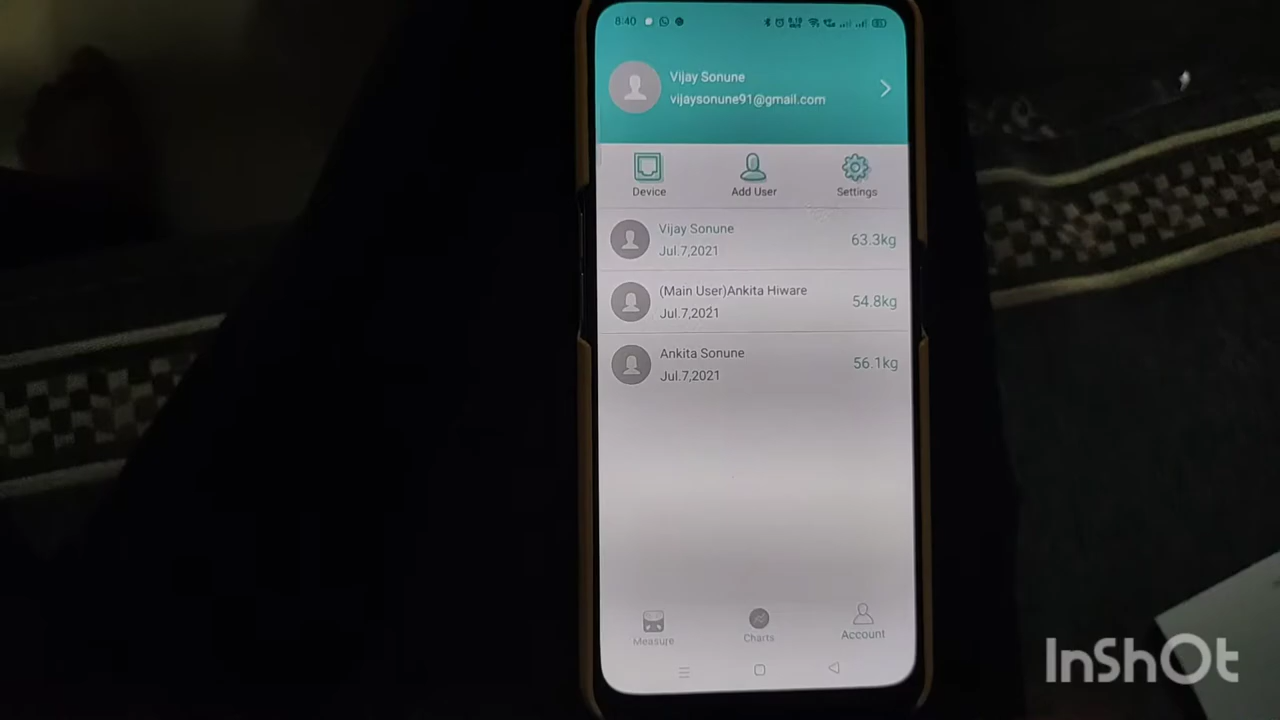 8:40
Vijay Sonune
vijaysonune91@gmail.com
Device
Add User
Settings
Vijay Sonune
63.3kg
Jul.7,2021
(Main User)Ankita Hiware
54.8kg
Jul.7,2021
Ankita Sonune
56.1kg
Jul.7,2021
Measure
Charts
Account
InShOt